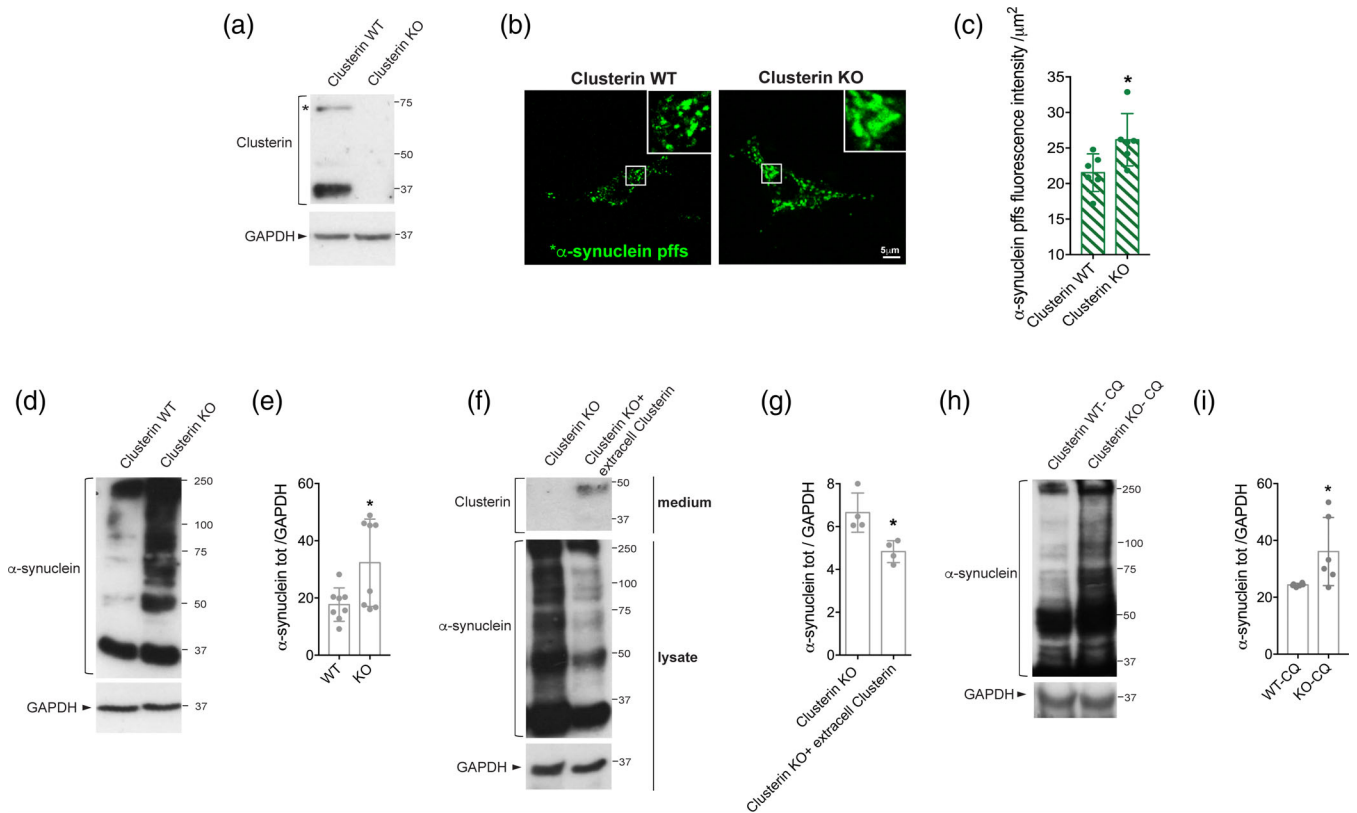 (a)
Clusterin WT
Clusterin KO
*
Clusterin
75
50
37
GAPDH
37
(b)
Clusterin WT
Clusterin KO
*α-synuclein pffs
5μm
(c)
α-synuclein pffs fluorescence intensity /μm²
35
30
25
20
15
10
*
Clusterin WT
Clusterin KO
(d)
Clusterin WT
Clusterin KO
α-synuclein
250
100
75
50
37
GAPDH
37
(e)
α-synuclein tot /GAPDH
60
40
20
0
*
WT
KO
(f)
Clusterin KO
Clusterin KO+
extracell Clusterin
Clusterin
50
37
medium
α-synuclein
250
100
75
50
37
lysate
GAPDH
37
(g)
α-synuclein tot / GAPDH
8
6
4
2
0
*
Clusterin KO
Clusterin KO+ extracell Clusterin
(h)
Clusterin WT- CQ
Clusterin KO- CQ
α-synuclein
250
100
75
50
37
GAPDH
37
(i)
α-synuclein tot /GAPDH
60
40
20
0
*
WT-CQ
KO-CQ